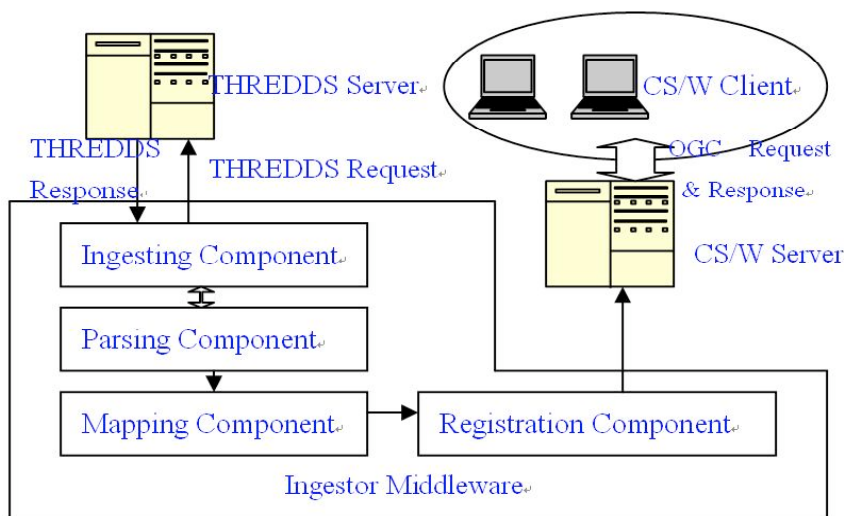 THREDDS Server
CS/W Client
THREDDS
Response
THREDDS Request
OGC Request
& Response
CS/W Server
Ingesting Component
Parsing Component
Mapping Component
Registration Component
Ingestor Middleware